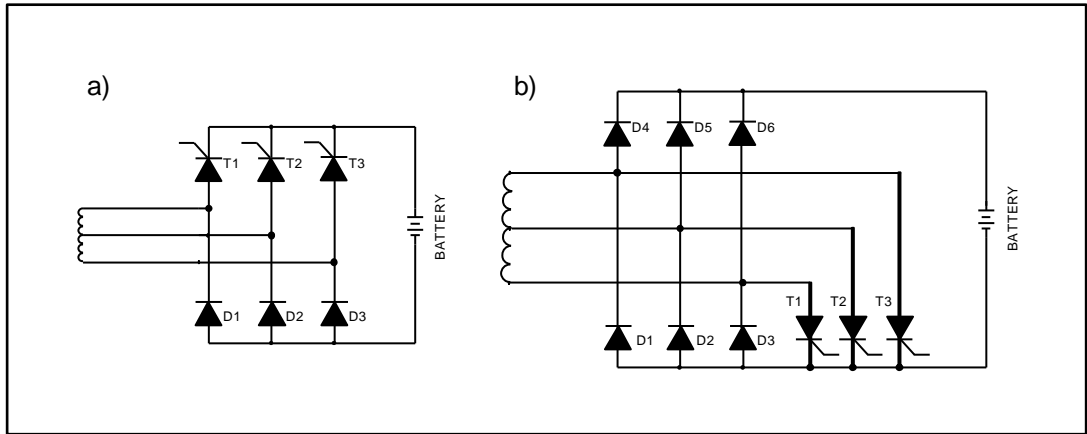 a)
T1 T2 T3
BATTERY
D1 D2 D3
b)
D4 D5 D6
BATTERY
T1 T2 T3
D1 D2 D3